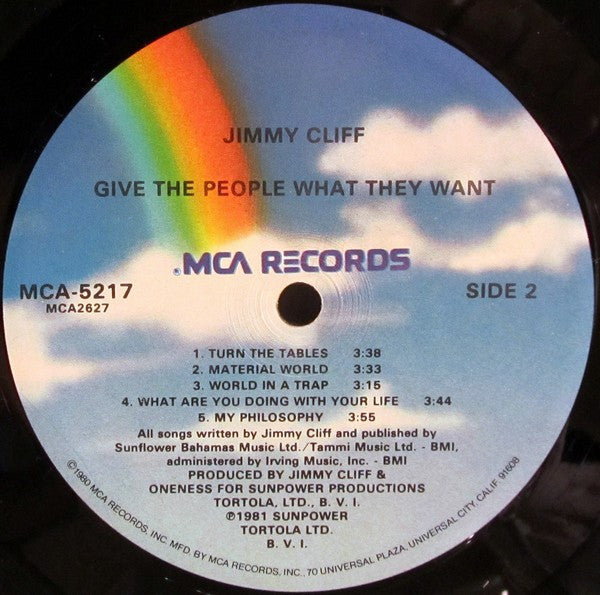 JIMMY CLIFF
GIVE THE PEOPLE WHAT THEY WANT
MCA RECORDS
MCA-5217
MCA2627
SIDE 2
1. TURN THE TABLES 3:38
2. MATERIAL WORLD 3:33
3. WORLD IN A TRAP 3:15
4. WHAT ARE YOU DOING WITH YOUR LIFE 3:44
5. MY PHILOSOPHY 3:55
All songs written by Jimmy Cliff and published by
Sunflower Bahamas Music Ltd./Tammi Music Ltd. - BMI,
administered by Irving Music, Inc. - BMI
PRODUCED BY JIMMY CLIFF &
ONENESS FOR SUNPOWER PRODUCTIONS
TORTOLA, LTD., B. V. I.
℗1981 SUNPOWER
TORTOLA LTD.
B. V. I.
©1980 MCA RECORDS, INC. MFD. BY MCA RECORDS, INC., 70 UNIVERSAL PLAZA, UNIVERSAL CITY, CALIF. 91608